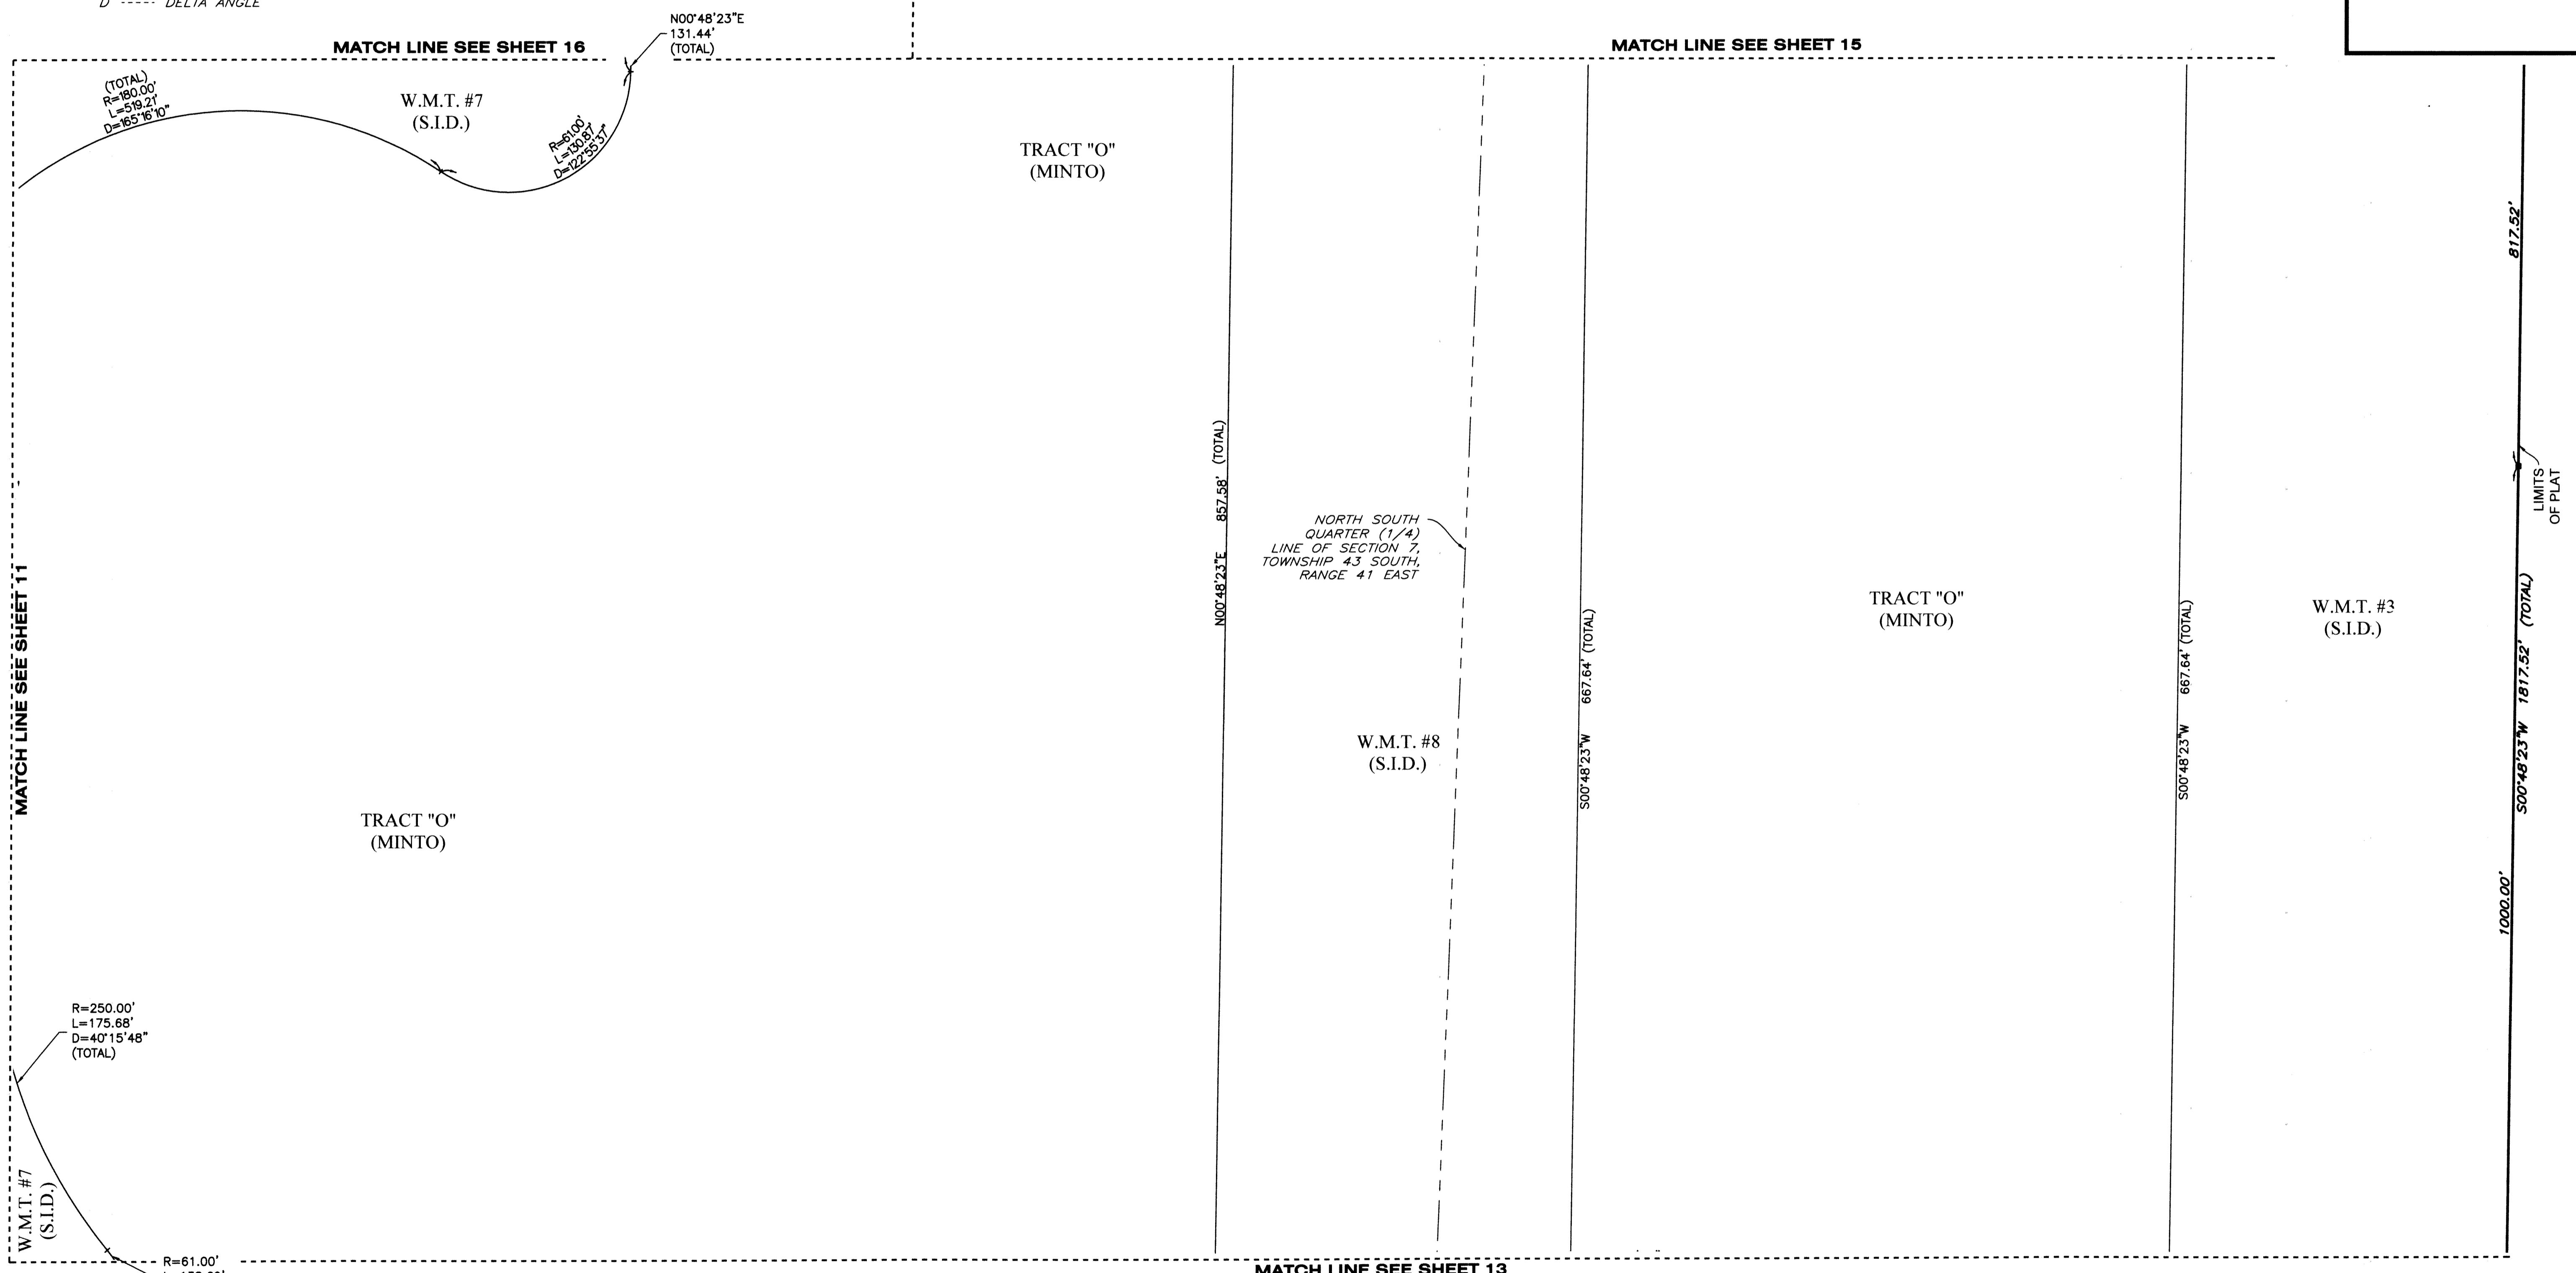 D ----- DELTA ANGLE
N00°48'23"E
131.44'
(TOTAL)
MATCH LINE SEE SHEET 16
MATCH LINE SEE SHEET 15
(TOTAL)
R=180.00'
L=519.21'
D=165°16'10"
W.M.T. #7
(S.I.D.)
R=61.00'
L=130.87'
D=122°55'37"
TRACT "O"
(MINTO)
817.52'
LIMITS
OF PLAT
N00°48'23"E 857.58' (TOTAL)
NORTH SOUTH
QUARTER (1/4)
LINE OF SECTION 7,
TOWNSHIP 43 SOUTH,
RANGE 41 EAST
S00°48'23"W 667.64' (TOTAL)
TRACT "O"
(MINTO)
S00°48'23"W 667.64' (TOTAL)
W.M.T. #3
(S.I.D.)
S00°48'23"W 1817.52' (TOTAL)
MATCH LINE SEE SHEET 11
W.M.T. #8
(S.I.D.)
TRACT "O"
(MINTO)
1000.00'
R=250.00'
L=175.68'
D=40°15'48"
(TOTAL)
W.M.T. #7
(S.I.D.)
R=61.00'
MATCH LINE SEE SHEET 13